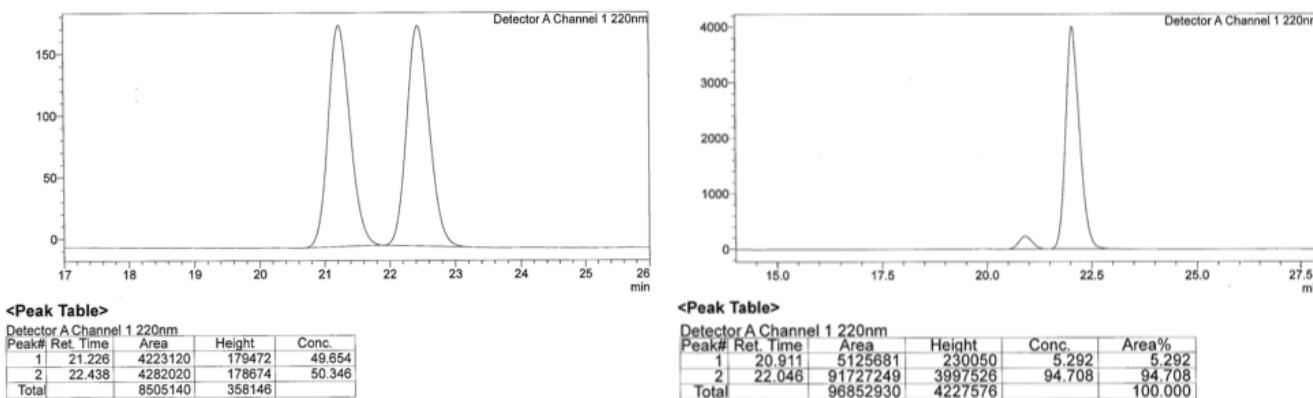 Detector A Channel 1 220nm
150
100
50
0
17 18 19 20 21 22 23 24 25 26
min
<Peak Table>
Detector A Channel 1 220nm
Peak# Ret. Time Area Height Conc.
1 21.226 4223120 179472 49.654
2 22.438 4282020 178674 50.346
Total 8505140 358146
Detector A Channel 1 220nm
4000
3000
2000
1000
0
15.0 17.5 20.0 22.5 25.0 27.5
m
<Peak Table>
Detector A Channel 1 220nm
Peak# Ret. Time Area Height Conc. Area%
1 20.911 5125681 230050 5.292 5.292
2 22.046 91727249 3997526 94.708 94.708
Total 96852930 4227576 100.000